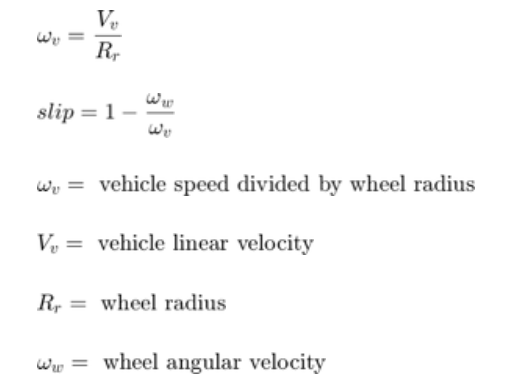 ω_v = V_v / R_r
slip = 1 − ω_w / ω_v
ω_v = vehicle speed divided by wheel radius
V_v = vehicle linear velocity
R_r = wheel radius
ω_w = wheel angular velocity